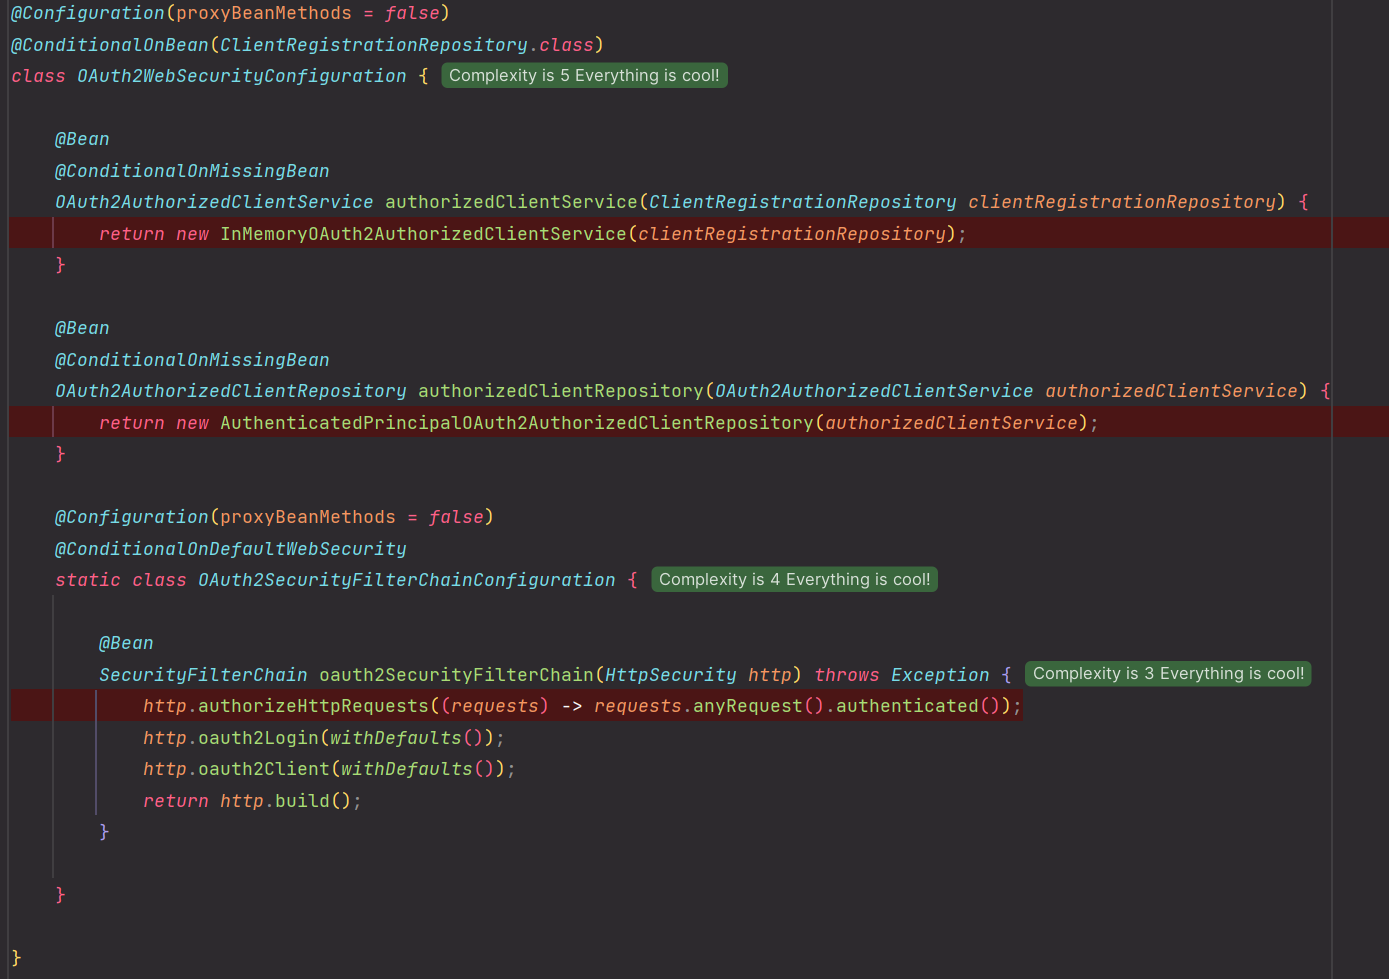 @Configuration(proxyBeanMethods = false)
@ConditionalOnBean(ClientRegistrationRepository.class)
class OAuth2WebSecurityConfiguration { Complexity is 5 Everything is cool!
@Bean
@ConditionalOnMissingBean
OAuth2AuthorizedClientService authorizedClientService(ClientRegistrationRepository clientRegistrationRepository) {
return new InMemoryOAuth2AuthorizedClientService(clientRegistrationRepository);
}
@Bean
@ConditionalOnMissingBean
OAuth2AuthorizedClientRepository authorizedClientRepository(OAuth2AuthorizedClientService authorizedClientService) {
return new AuthenticatedPrincipalOAuth2AuthorizedClientRepository(authorizedClientService);
}
@Configuration(proxyBeanMethods = false)
@ConditionalOnDefaultWebSecurity
static class OAuth2SecurityFilterChainConfiguration { Complexity is 4 Everything is cool!
@Bean
SecurityFilterChain oauth2SecurityFilterChain(HttpSecurity http) throws Exception { Complexity is 3 Everything is cool!
http.authorizeHttpRequests((requests) -> requests.anyRequest().authenticated());
http.oauth2Login(withDefaults());
http.oauth2Client(withDefaults());
return http.build();
}
}
}